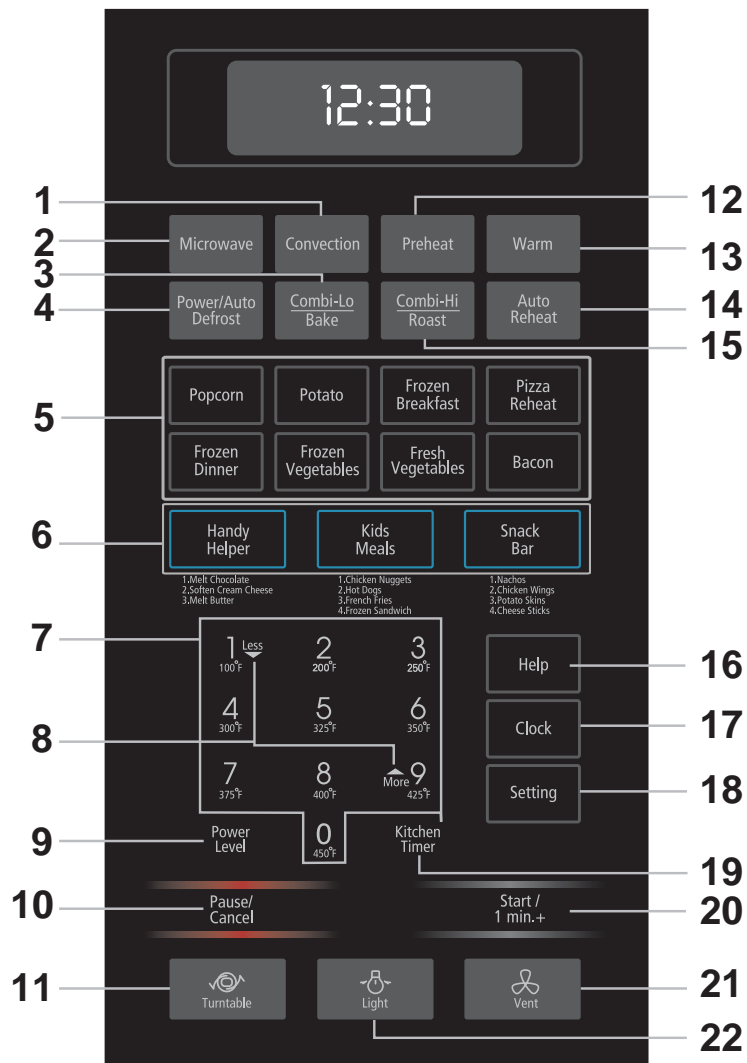 12:30
1
12
2
Microwave
Convection
Preheat
Warm
13
3
4
Power/Auto
Defrost
Combi-Lo
Bake
Combi-Hi
Roast
Auto
Reheat
14
15
5
Popcorn
Potato
Frozen
Breakfast
Pizza
Reheat
Frozen
Dinner
Frozen
Vegetables
Fresh
Vegetables
Bacon
6
Handy
Helper
Kids
Meals
Snack
Bar
1.Melt Chocolate
2.Soften Cream Cheese
3.Melt Butter
1.Chicken Nuggets
2.Hot Dogs
3.French Fries
4.Frozen Sandwich
1.Nachos
2.Chicken Wings
3.Potato Skins
4.Cheese Sticks
7
1 Less
100°F
2
200°F
3
250°F
Help
16
4
300°F
5
325°F
6
350°F
Clock
17
8
7
375°F
8
400°F
More 9
425°F
Setting
18
9
Power
Level
0
450°F
Kitchen
Timer
19
10
Pause/
Cancel
Start /
1 min.+
20
11
Turntable
Light
Vent
21
22